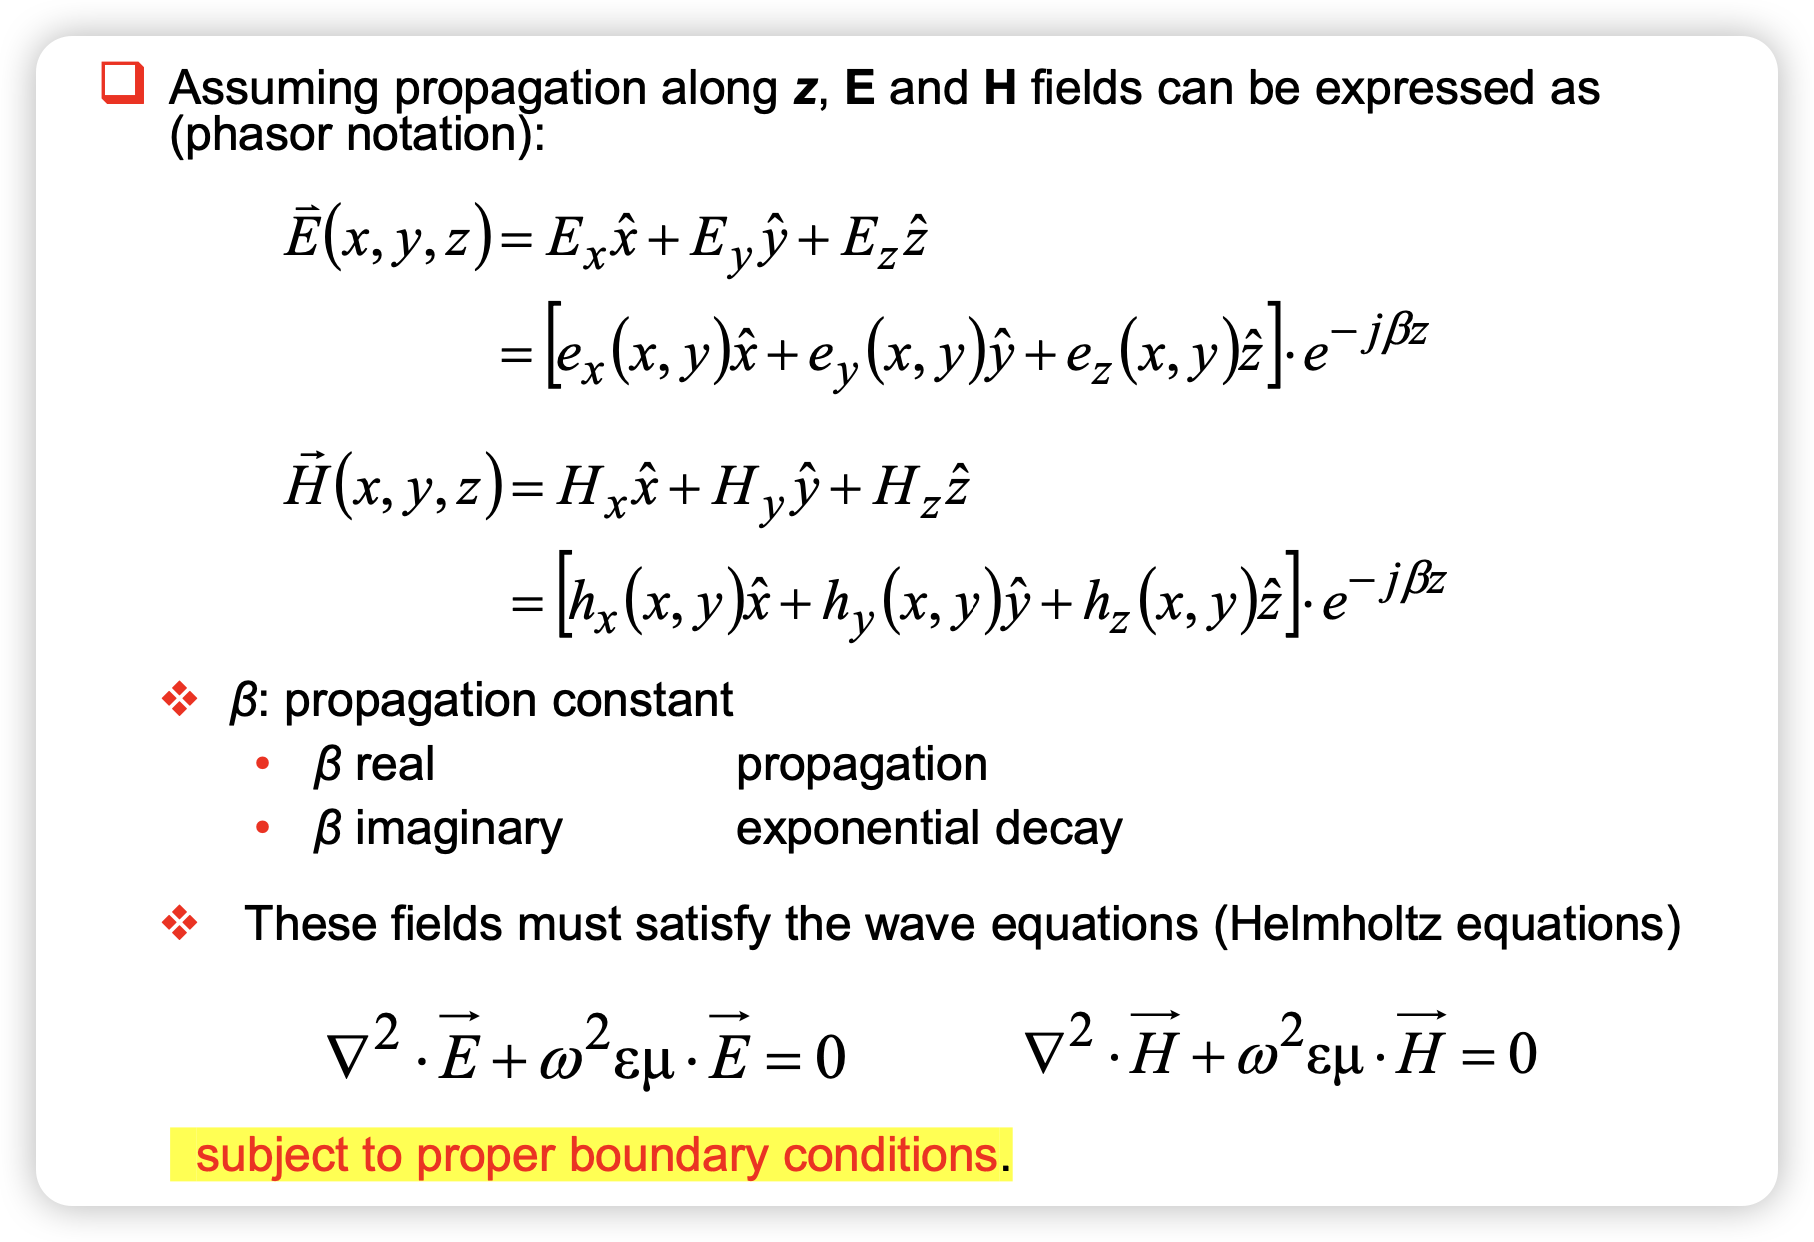 Assuming propagation along z, E and H fields can be expressed as
(phasor notation):
$\vec{E}(x,y,z) = E_x\hat{x} + E_y\hat{y} + E_z\hat{z}$
$= \left[e_x(x,y)\hat{x} + e_y(x,y)\hat{y} + e_z(x,y)\hat{z}\right] \cdot e^{-j\beta z}$
$\vec{H}(x,y,z) = H_x\hat{x} + H_y\hat{y} + H_z\hat{z}$
$= \left[h_x(x,y)\hat{x} + h_y(x,y)\hat{y} + h_z(x,y)\hat{z}\right] \cdot e^{-j\beta z}$
❖ β: propagation constant
• β real propagation
• β imaginary exponential decay
❖ These fields must satisfy the wave equations (Helmholtz equations)
$\nabla^2 \cdot \vec{E} + \omega^2 \varepsilon\mu \cdot \vec{E} = 0$ $\nabla^2 \cdot \vec{H} + \omega^2 \varepsilon\mu \cdot \vec{H} = 0$
subject to proper boundary conditions.